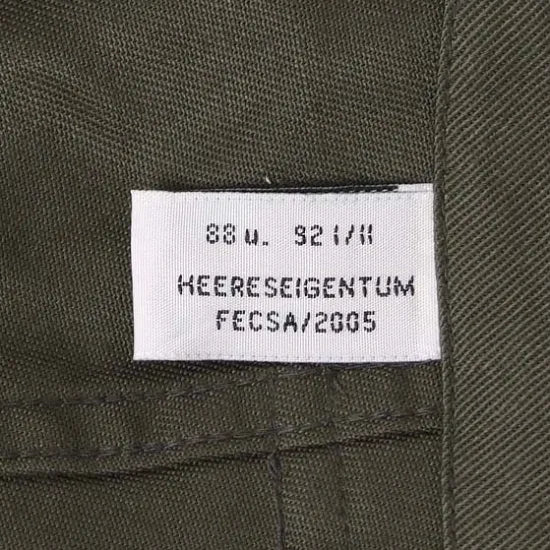 88 u. 92 I/II
HEERESEIGENTUM
FECSA/2005